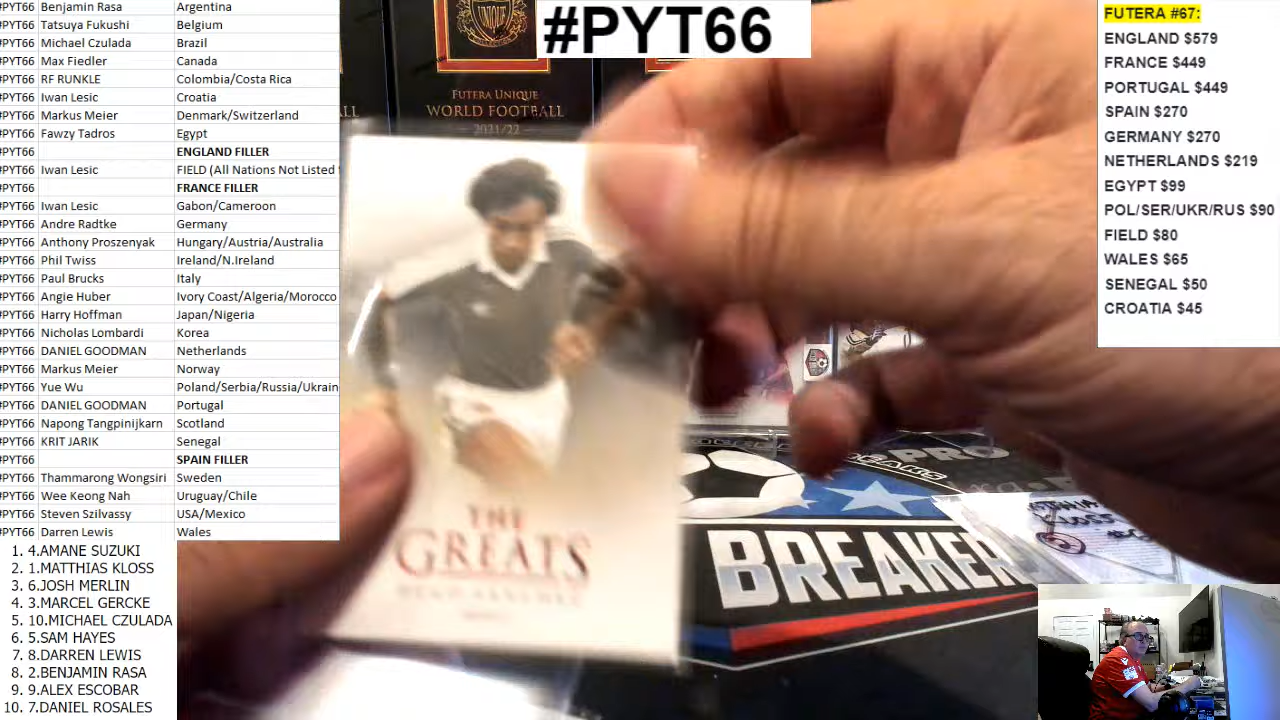 #PYT66 Benjamin Rasa Argentina
#PYT66 Tatsuya Fukushi Belgium
#PYT66 Michael Czulada Brazil
#PYT66 Max Fiedler Canada
#PYT66 RF RUNKLE Colombia/Costa Rica
#PYT66 Iwan Lesic Croatia
#PYT66 Markus Meier Denmark/Switzerland
#PYT66 Fawzy Tadros Egypt
#PYT66 ENGLAND FILLER
#PYT66 Iwan Lesic FIELD (All Nations Not Listed
#PYT66 FRANCE FILLER
#PYT66 Iwan Lesic Gabon/Cameroon
#PYT66 Andre Radtke Germany
#PYT66 Anthony Proszenyak Hungary/Austria/Australia
#PYT66 Phil Twiss Ireland/N.Ireland
#PYT66 Paul Brucks Italy
#PYT66 Angie Huber Ivory Coast/Algeria/Morocco
#PYT66 Harry Hoffman Japan/Nigeria
#PYT66 Nicholas Lombardi Korea
#PYT66 DANIEL GOODMAN Netherlands
#PYT66 Markus Meier Norway
#PYT66 Yue Wu Poland/Serbia/Russia/Ukrain
#PYT66 DANIEL GOODMAN Portugal
#PYT66 Napong Tangpinijkarn Scotland
#PYT66 KRIT JARIK Senegal
#PYT66 SPAIN FILLER
#PYT66 Thammarong Wongsiri Sweden
#PYT66 Wee Keong Nah Uruguay/Chile
#PYT66 Steven Szilvassy USA/Mexico
#PYT66 Darren Lewis Wales
1. 4.AMANE SUZUKI
2. 1.MATTHIAS KLOSS
3. 6.JOSH MERLIN
4. 3.MARCEL GERCKE
5. 10.MICHAEL CZULADA
6. 5.SAM HAYES
7. 8.DARREN LEWIS
8. 2.BENJAMIN RASA
9. 9.ALEX ESCOBAR
10. 7.DANIEL ROSALES
#PYT66
UNIQUE
FUTERA UNIQUE
WORLD FOOTBALL
2021/22
THE
GREATS
BREAKER
PRO
FUTERA #67:
ENGLAND $579
FRANCE $449
PORTUGAL $449
SPAIN $270
GERMANY $270
NETHERLANDS $219
EGYPT $99
POL/SER/UKR/RUS $90
FIELD $80
WALES $65
SENEGAL $50
CROATIA $45